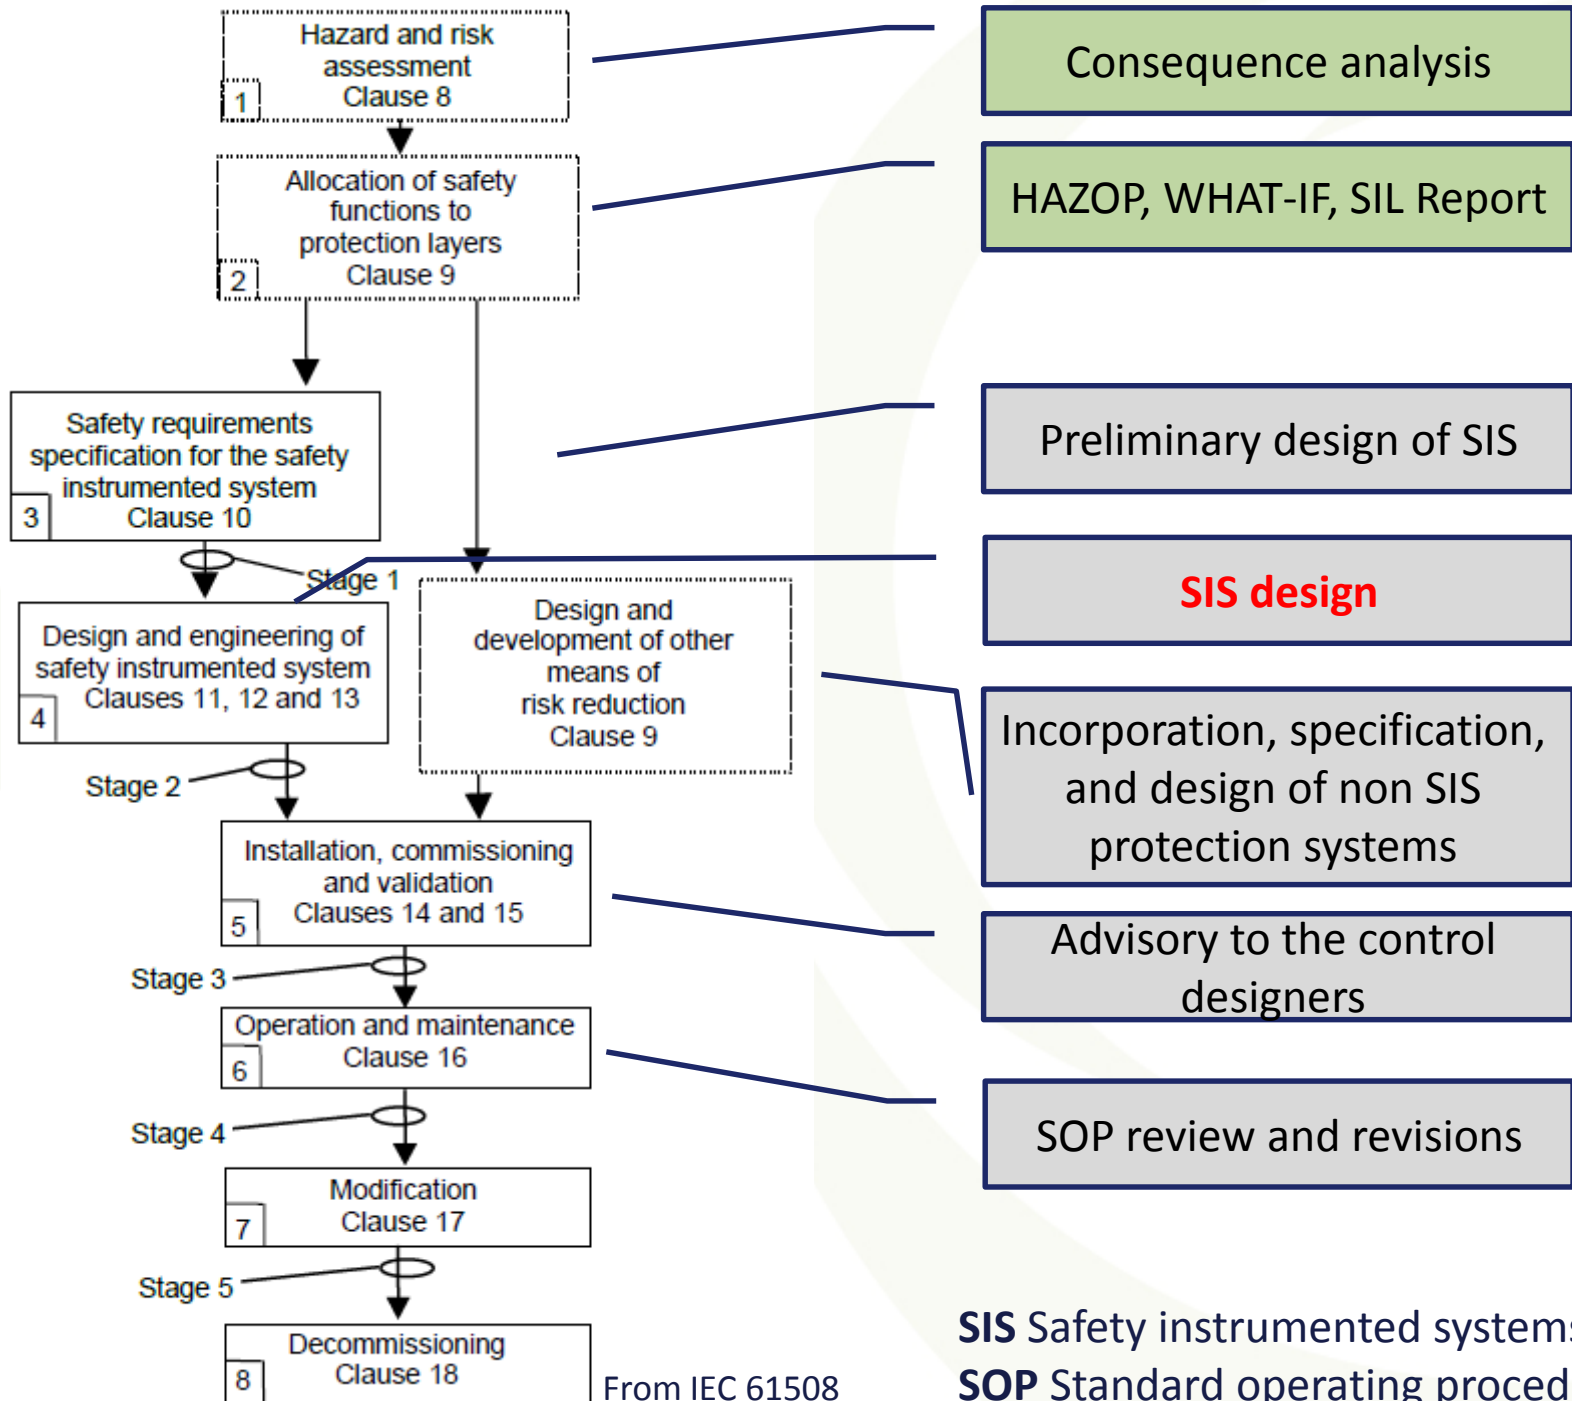 Hazard and risk
assessment
Clause 8
1
Allocation of safety
functions to
protection layers
Clause 9
2
Safety requirements
specification for the safety
instrumented system
Clause 10
3
Stage 1
Design and engineering of
safety instrumented system
Clauses 11, 12 and 13
4
Design and
development of other
means of
risk reduction
Clause 9
Stage 2
Installation, commissioning
and validation
Clauses 14 and 15
5
Stage 3
Operation and maintenance
Clause 16
6
Stage 4
Modification
Clause 17
7
Stage 5
Decommissioning
Clause 18
8
From IEC 61508
Consequence analysis
HAZOP, WHAT-IF, SIL Report
Preliminary design of SIS
SIS design
Incorporation, specification,
and design of non SIS
protection systems
Advisory to the control
designers
SOP review and revisions
SIS Safety instrumented systems
SOP Standard operating proced